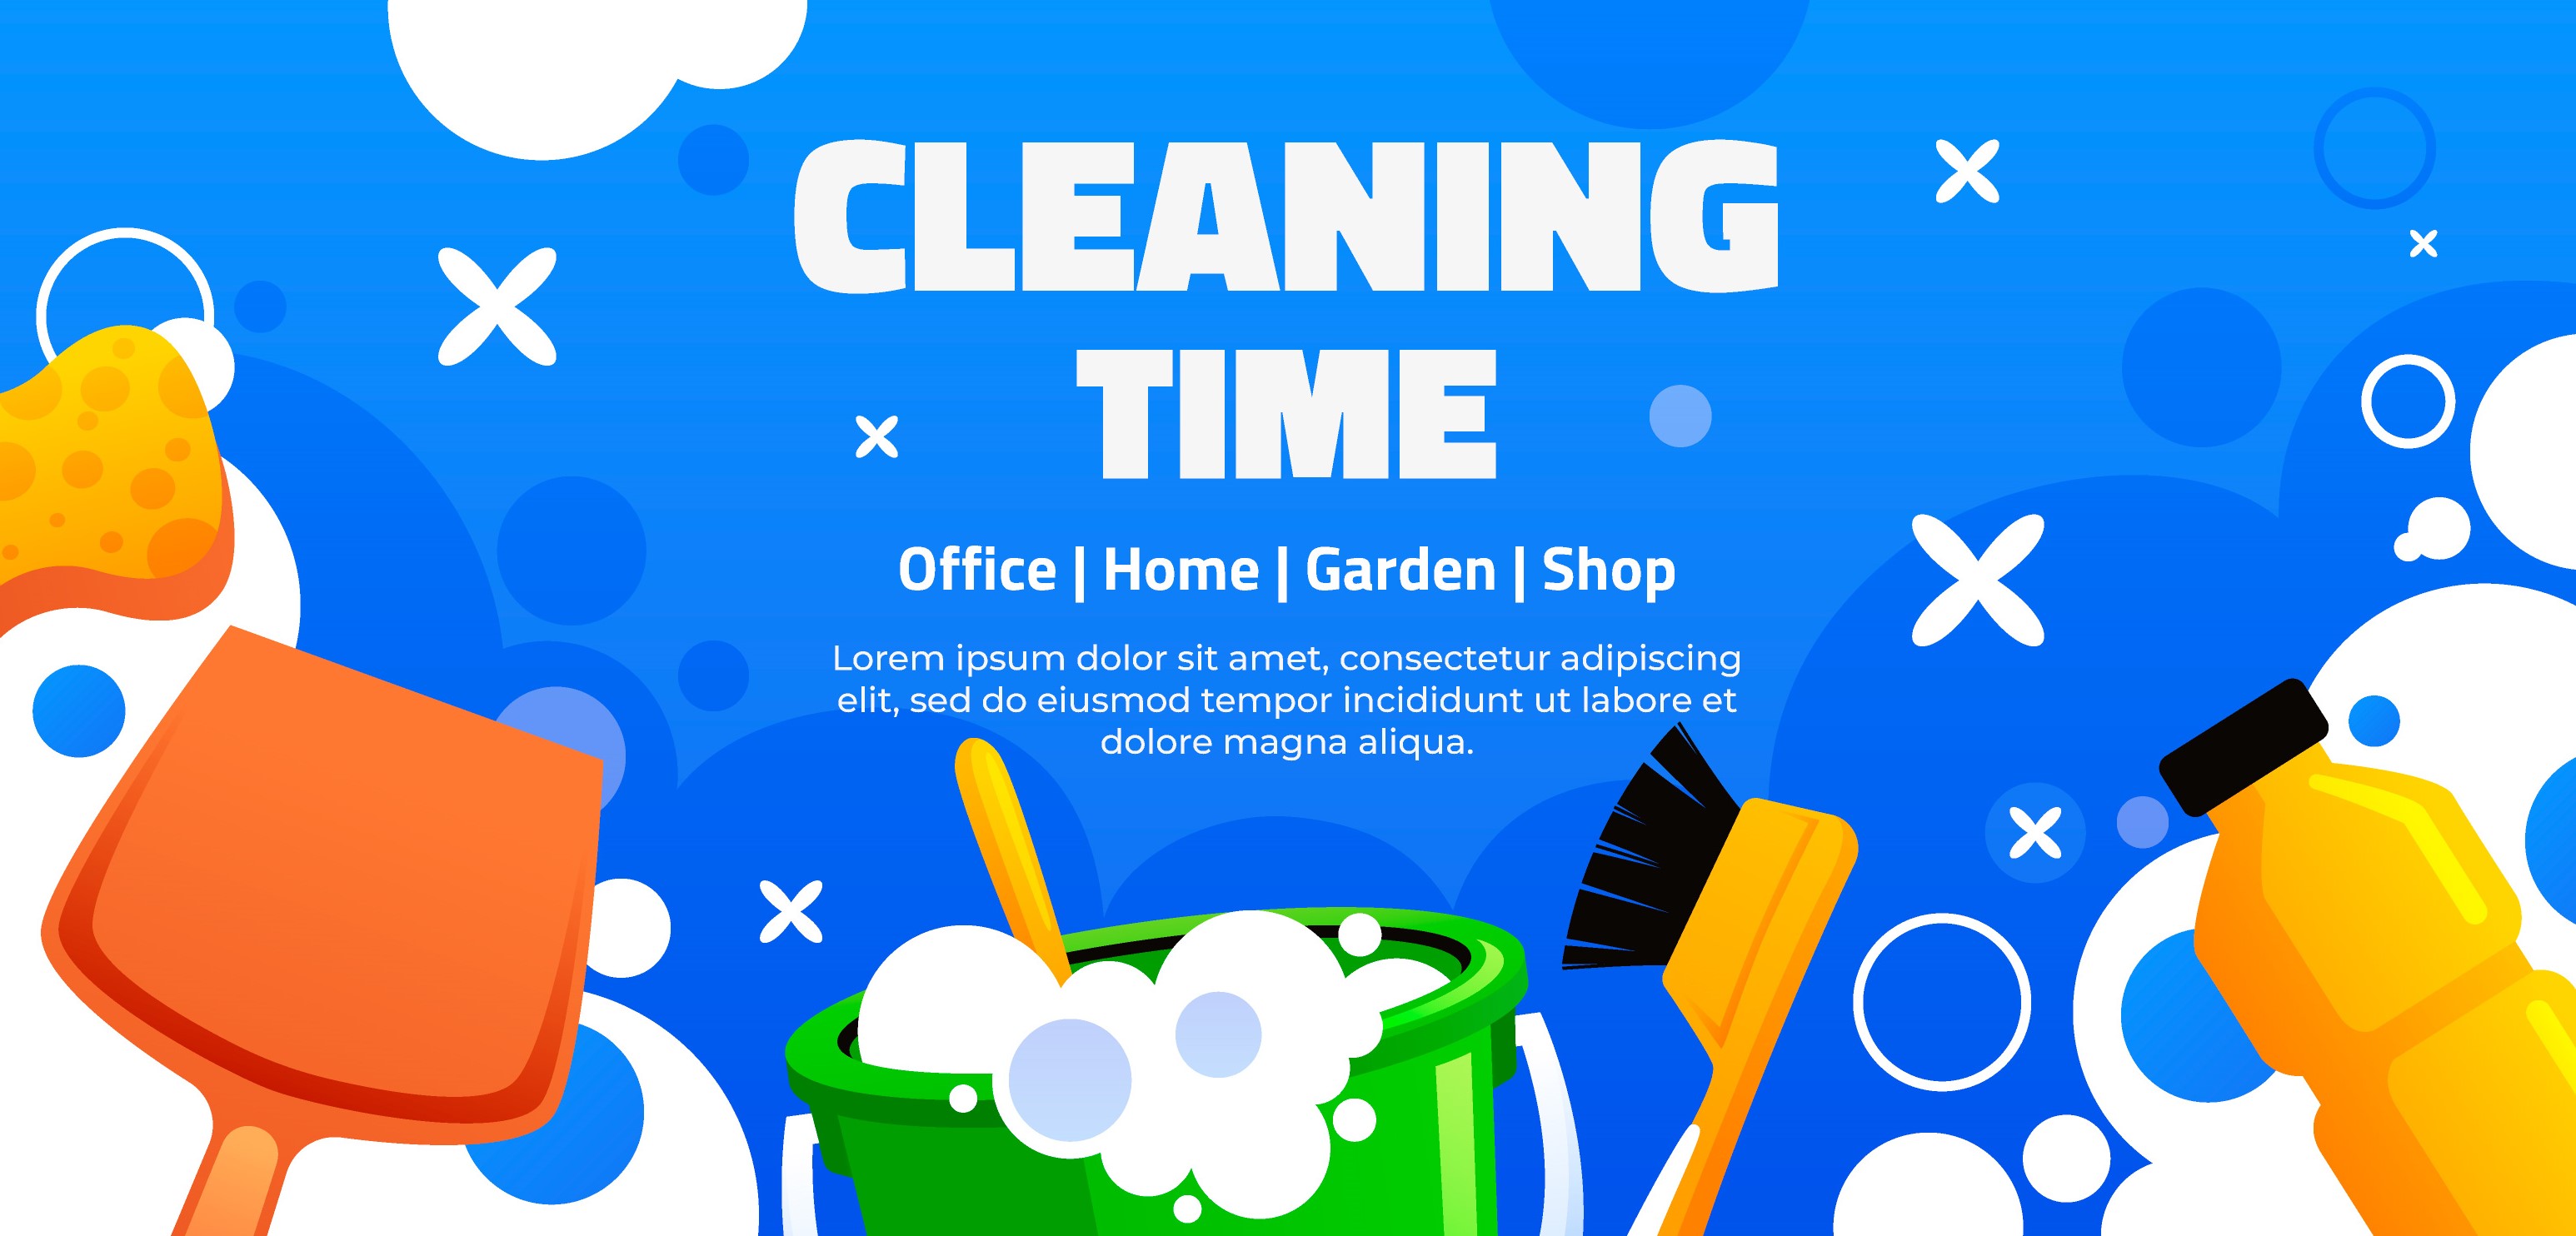 CLEANING
TIME
Office | Home | Garden | Shop
Lorem ipsum dolor sit amet, consectetur adipiscing
elit, sed do eiusmod tempor incididunt ut labore et
dolore magna aliqua.